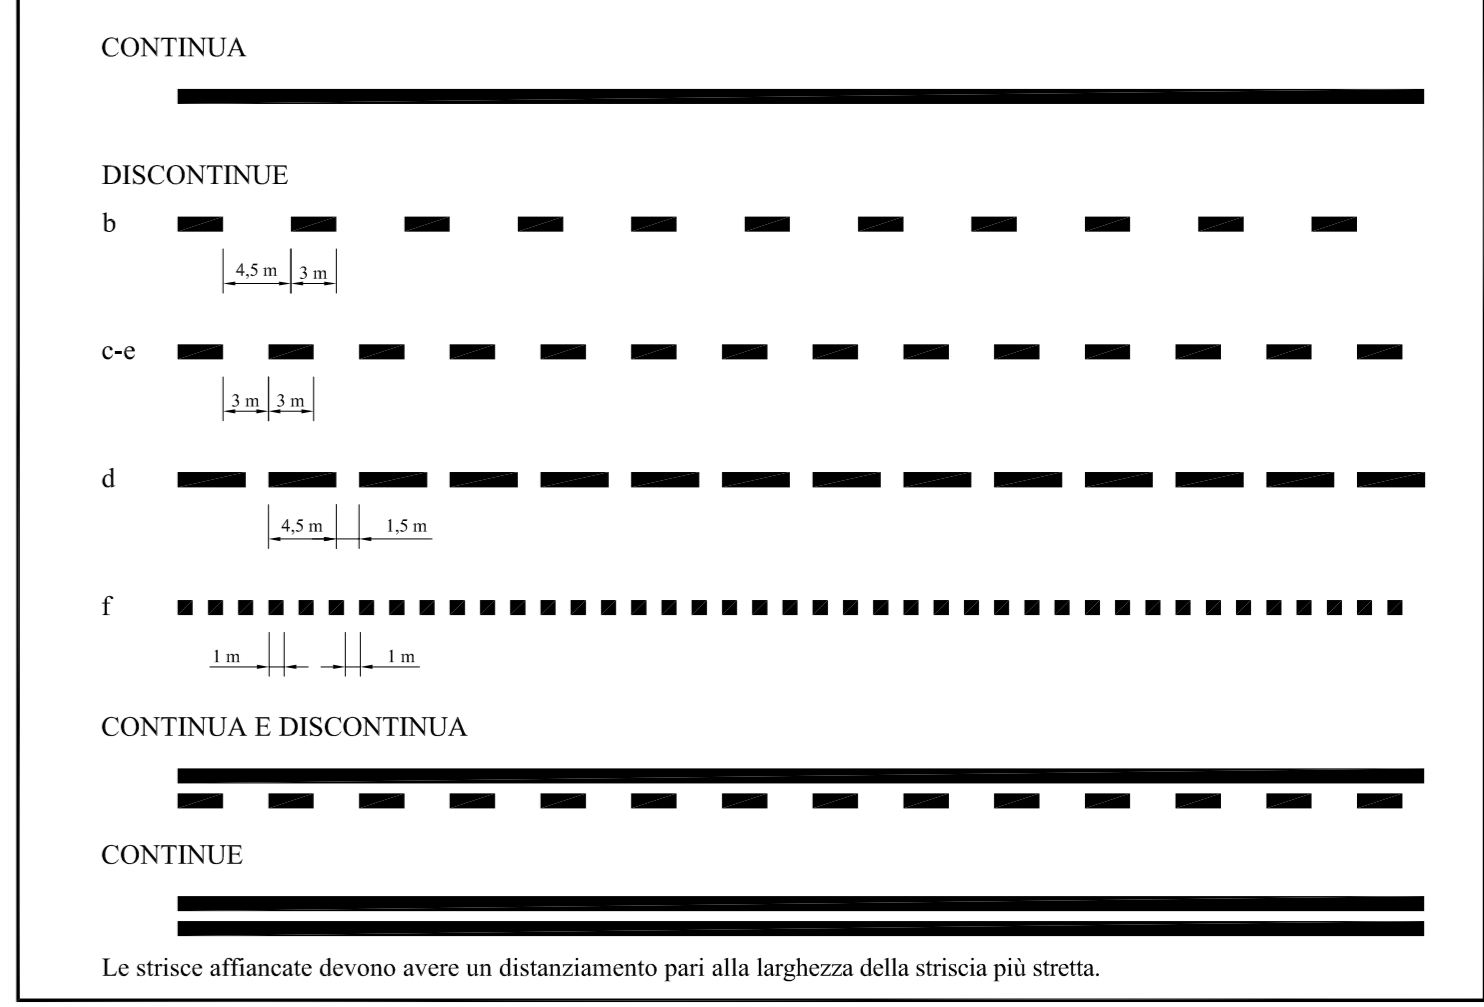 CONTINUA
DISCONTINUE
b
4,5 m 3 m
c-e
3 m 3 m
d
4,5 m 1,5 m
f
1 m 1 m
CONTINUA E DISCONTINUA
CONTINUE
Le strisce affiancate devono avere un distanziamento pari alla larghezza della striscia più stretta.